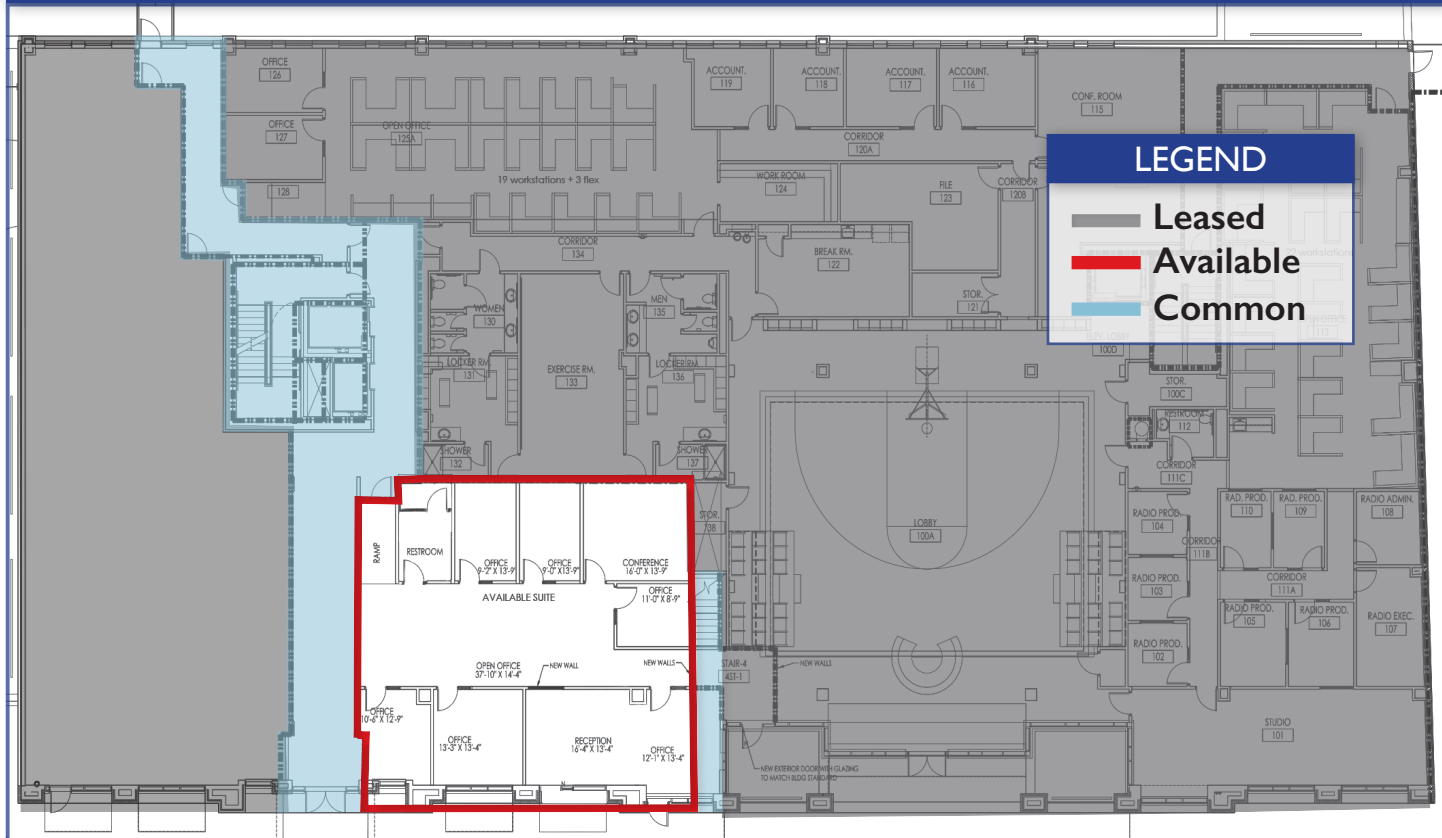 OFFICE
126
OFFICE
127
128
OPEN OFFICE
125A
19 workstations + 3 flex
ACCOUNT.
119
ACCOUNT.
118
ACCOUNT.
117
ACCOUNT.
116
CONF. ROOM
115
CORRIDOR
120A
WORK ROOM
124
FILE
123
CORRIDOR
120B
LEGEND
Leased
Available
Common
workstations
CORRIDOR
134
BREAK RM.
122
STOR.
121
WOMEN
130
MEN
135
LOCKER RM.
131
EXERCISE RM.
133
LOCKER RM.
136
SHOWER
132
SHOWER
137
ELEV. LOBBY
100D
STOR.
100C
RESTROOM
112
CORRIDOR
111C
STOR.
138
LOBBY
100A
RADIO PROD.
104
RAD. PROD.
110
RAD. PROD.
109
RADIO ADMIN.
108
CORRIDOR
111B
RADIO PROD.
103
CORRIDOR
111A
RADIO PROD.
105
RADIO PROD.
106
RADIO EXEC.
107
RADIO PROD.
102
STUDIO
101
RAMP
RESTROOM
OFFICE
9'-2" X 13'-9"
OFFICE
9'-0"X13'-9"
CONFERENCE
16'-0" X 13'-9"
AVAILABLE SUITE
OFFICE
11'-0" X 8'-9"
OPEN OFFICE
37'-10" X 14'-4"
NEW WALL
NEW WALLS
STAIR-4
4ST-1
NEW WALLS
OFFICE
10'-6" X 12'-9"
OFFICE
13'-3" X 13'-4"
RECEPTION
16'-4" X 13'-4"
OFFICE
12'-1" X 13'-4"
NEW EXTERIOR DOOR WITH GLAZING
TO MATCH BLDG STANDARD